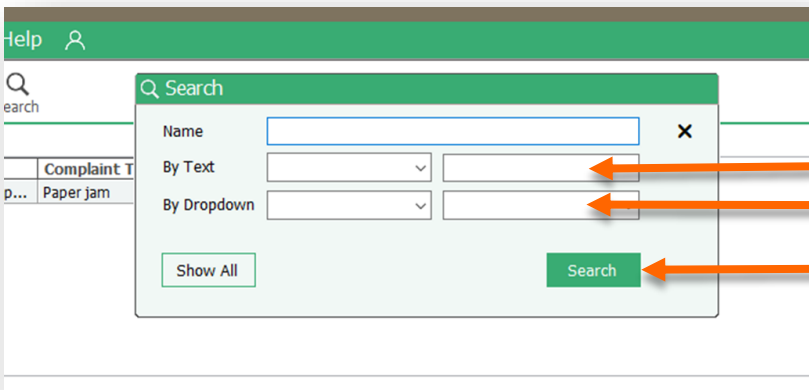 Help
Search
earch
Name
Complaint T
By Text
p... Paper jam
By Dropdown
Show All
Search